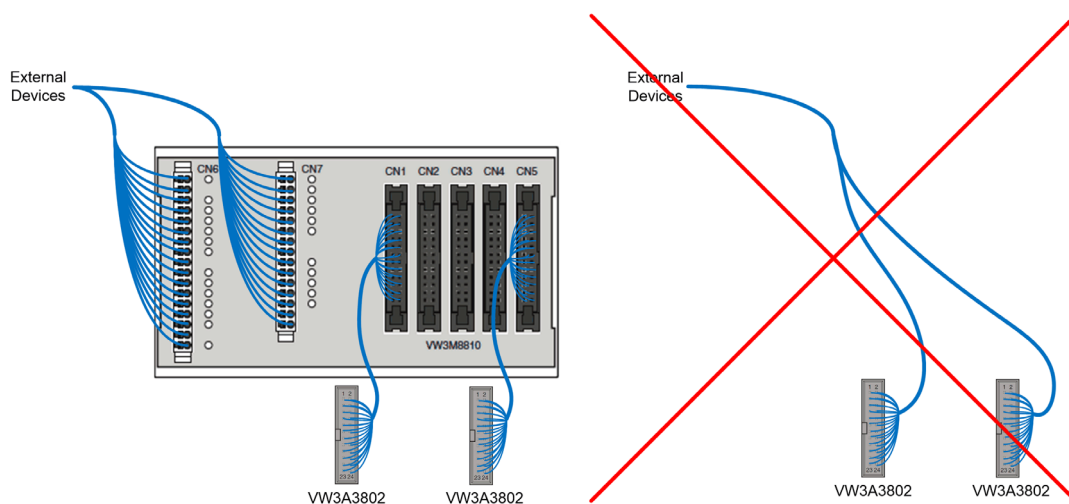 External
Devices
CN6
CN7
CN1 CN2 CN3 CN4 CN5
VW3M8810
1 2
23 24
VW3A3802
1 2
23 24
VW3A3802
External
Devices
1 2
23 24
VW3A3802
1 2
23 24
VW3A3802